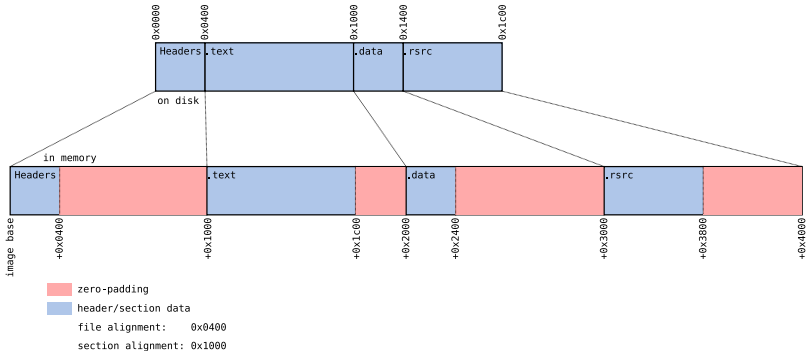 0x0000 0x0400 0x1000 0x1400 0x1c00
Headers .text .data .rsrc
on disk
in memory
Headers .text .data .rsrc
image base +0x0400 +0x1000 +0x1c00 +0x2000 +0x2400 +0x3000 +0x3800 +0x4000
zero-padding
header/section data
file alignment: 0x0400
section alignment: 0x1000